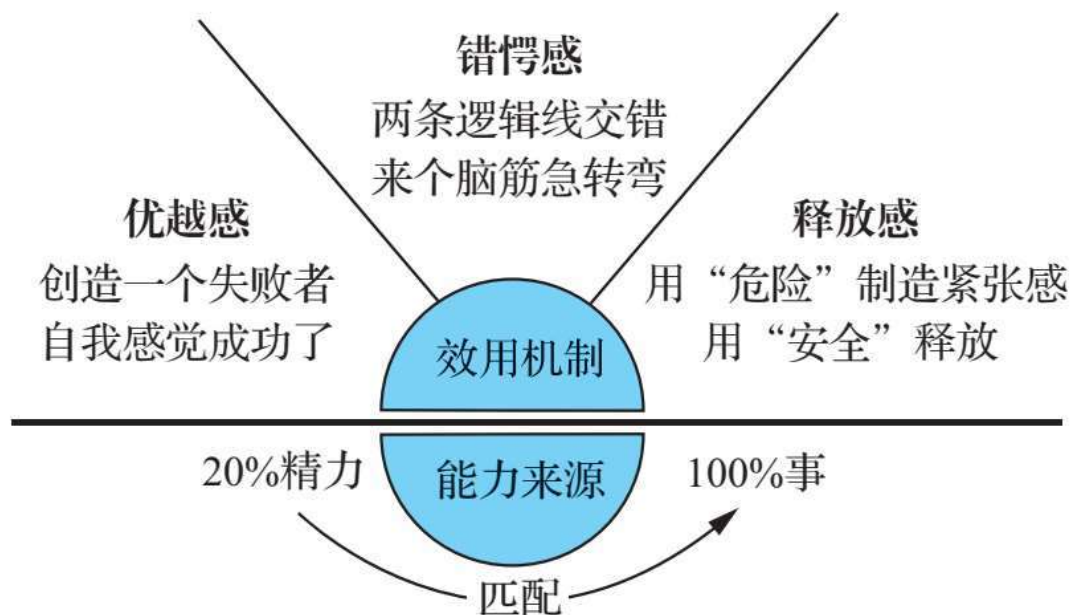 错愕感
两条逻辑线交错
来个脑筋急转弯
优越感
创造一个失败者
自我感觉成功了
释放感
用“危险”制造紧张感
用“安全”释放
效用机制
20%精力
能力来源
100%事
匹配